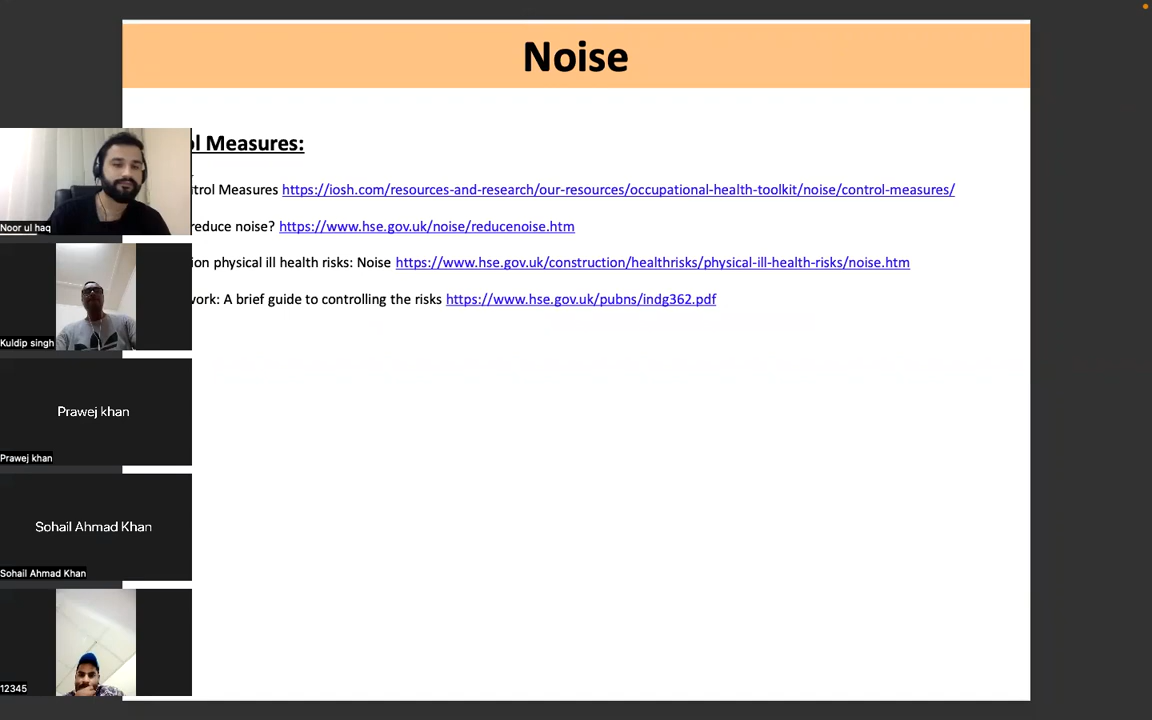 Noise
l Measures:
trol Measures https://iosh.com/resources-and-research/our-resources/occupational-health-toolkit/noise/control-measures/
reduce noise? https://www.hse.gov.uk/noise/reducenoise.htm
ion physical ill health risks: Noise https://www.hse.gov.uk/construction/healthrisks/physical-ill-health-risks/noise.htm
work: A brief guide to controlling the risks https://www.hse.gov.uk/pubns/indg362.pdf
Noor ul haq
Kuldip singh
Prawej khan
Prawej khan
Sohail Ahmad Khan
Sohail Ahmad Khan
12345